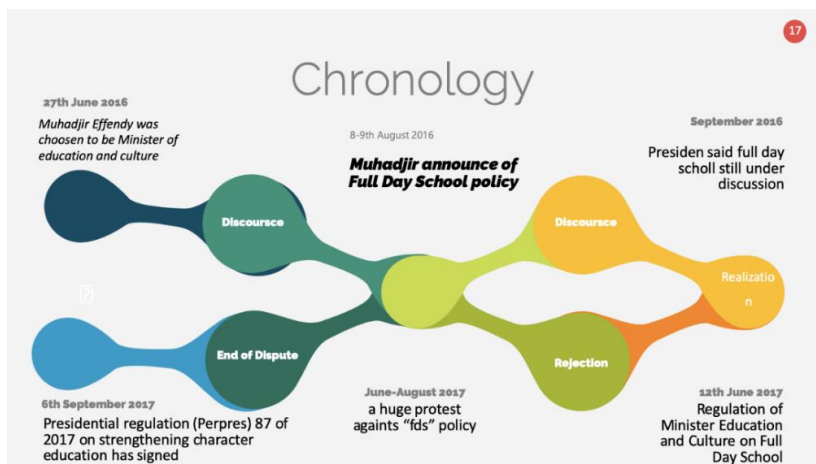 17
Chronology
27th June 2016
Muhadjir Effendy was
choosen to be Minister of
education and culture
8-9th August 2016
Muhadjir announce of
Full Day School policy
September 2016
Presiden said full day
scholl still under
discussion
Discoursce
Discoursce
Realizatio
n
End of Dispute
Rejection
6th September 2017
Presidential regulation (Perpres) 87 of
2017 on strengthening character
education has signed
June-August 2017
a huge protest
againts “fds” policy
12th June 2017
Regulation of
Minister Education
and Culture on Full
Day School